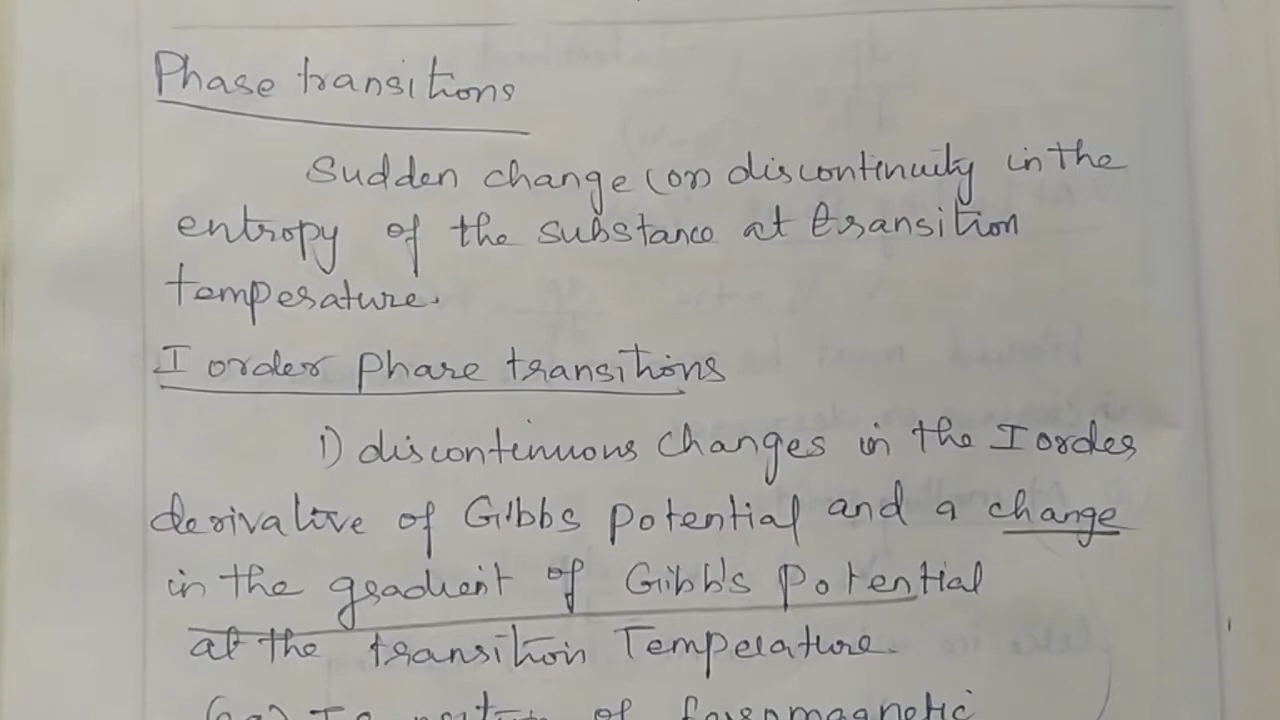 Phase transitions
Sudden change (or) discontinuity in the
entropy of the substance at transition
temperature.
I order phase transitions
1) discontinuous changes in the I order
derivative of Gibbs potential and a change
in the gradient of Gibb's potential
at the transition Temperature.
of ferromagnetic